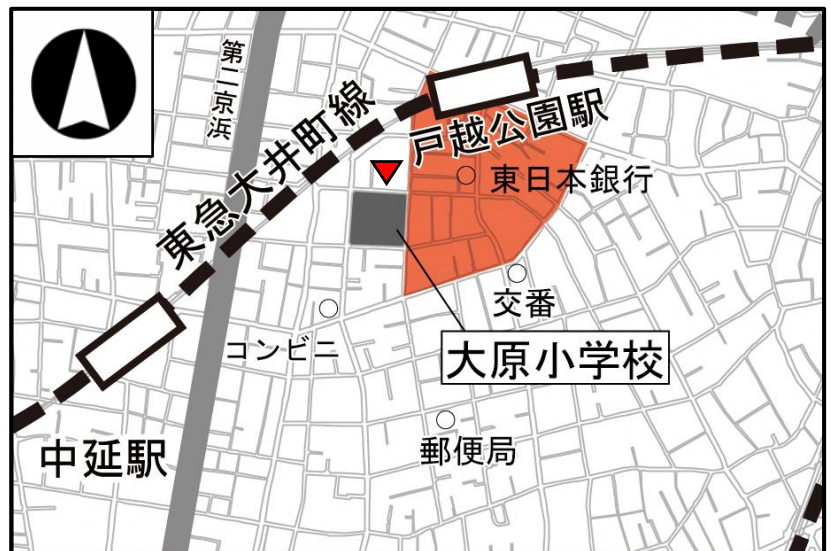 第二京浜
東急大井町線
戸越公園駅
東日本銀行
交番
コンビニ
大原小学校
郵便局
中延駅